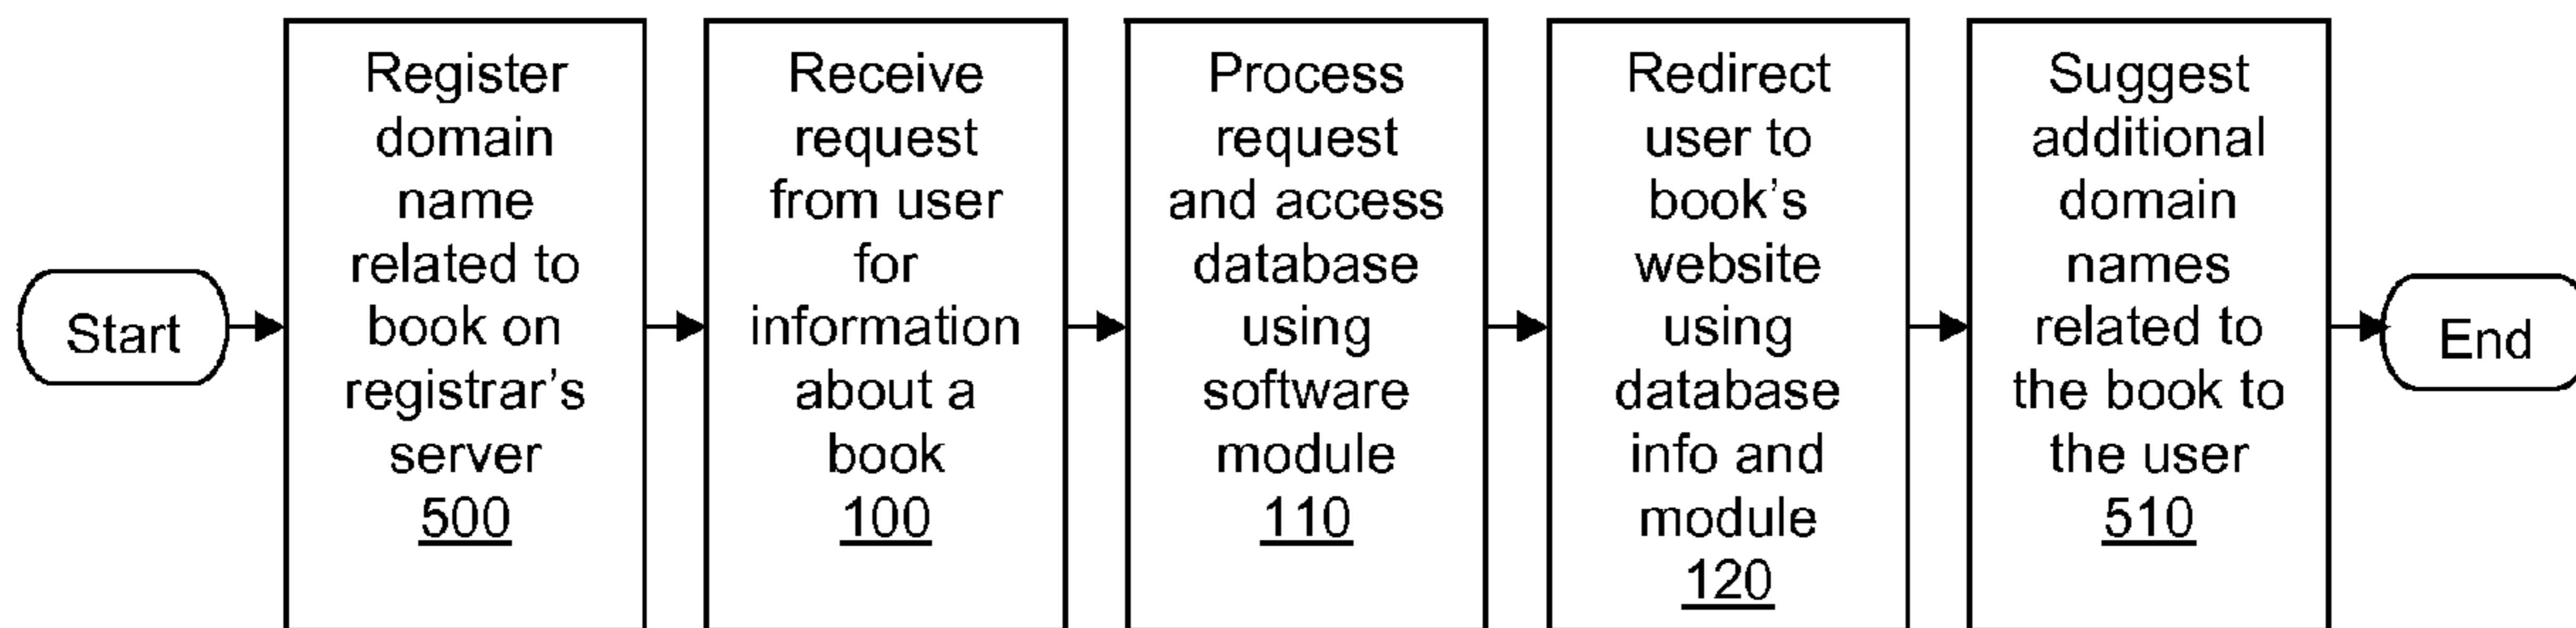 Start
Register
domain
name
related to
book on
registrar's
server
500
Receive
request
from user
for
information
about a
book
100
Process
request
and access
database
using
software
module
110
Redirect
user to
book's
website
using
database
info and
module
120
Suggest
additional
domain
names
related to
the book to
the user
510
End